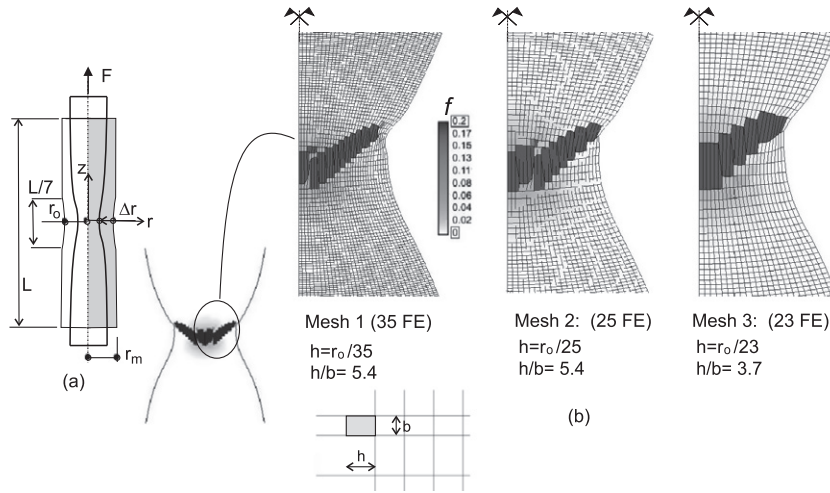 F
L/7
z
r₀
Δr
r
L
rₘ
(a)
f
0.2
0.17
0.15
0.13
0.11
0.08
0.06
0.04
0.02
0
Mesh 1 (35 FE)
h=r₀/35
h/b= 5.4
Mesh 2: (25 FE)
h=r₀/25
h/b= 5.4
Mesh 3: (23 FE)
h=r₀/23
h/b= 3.7
b
h
(b)